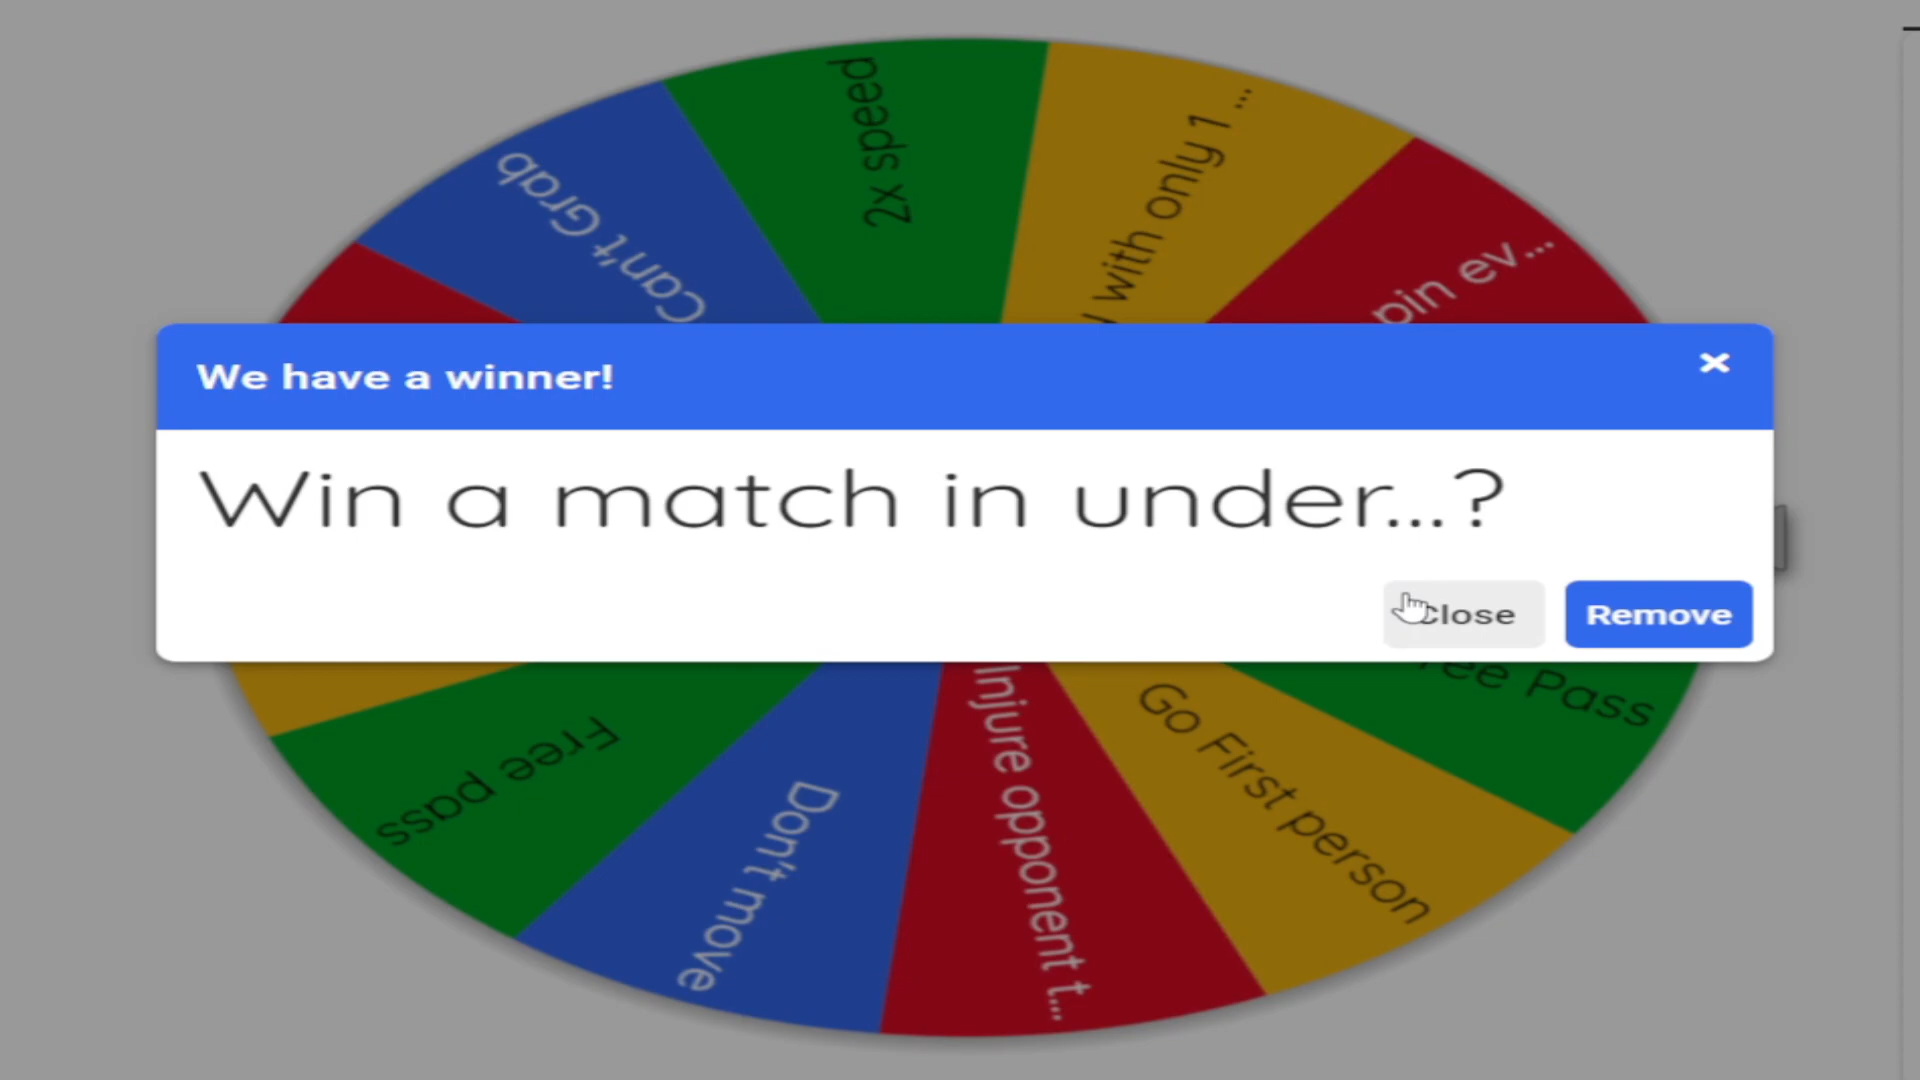 2x speed
with only 1 ...
Can't Grab
pin ev...
We have a winner!
Win a match in under...?
Close
Remove
Free Pass
Go First person
Injure opponent t...
Don't move
Free pass